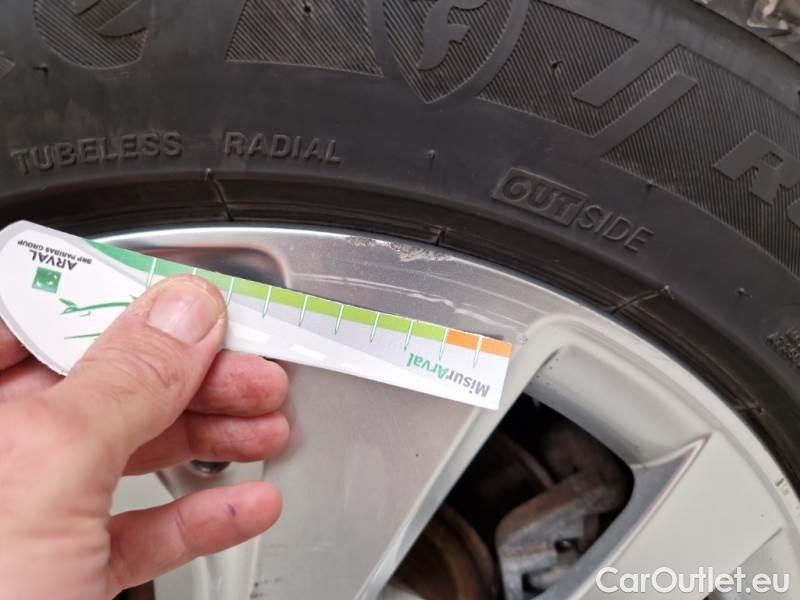 TUBELESS RADIAL
OUTSIDE
ARVAL
BNP PARIBAS GROUP
MisurArval
CarOutlet.eu